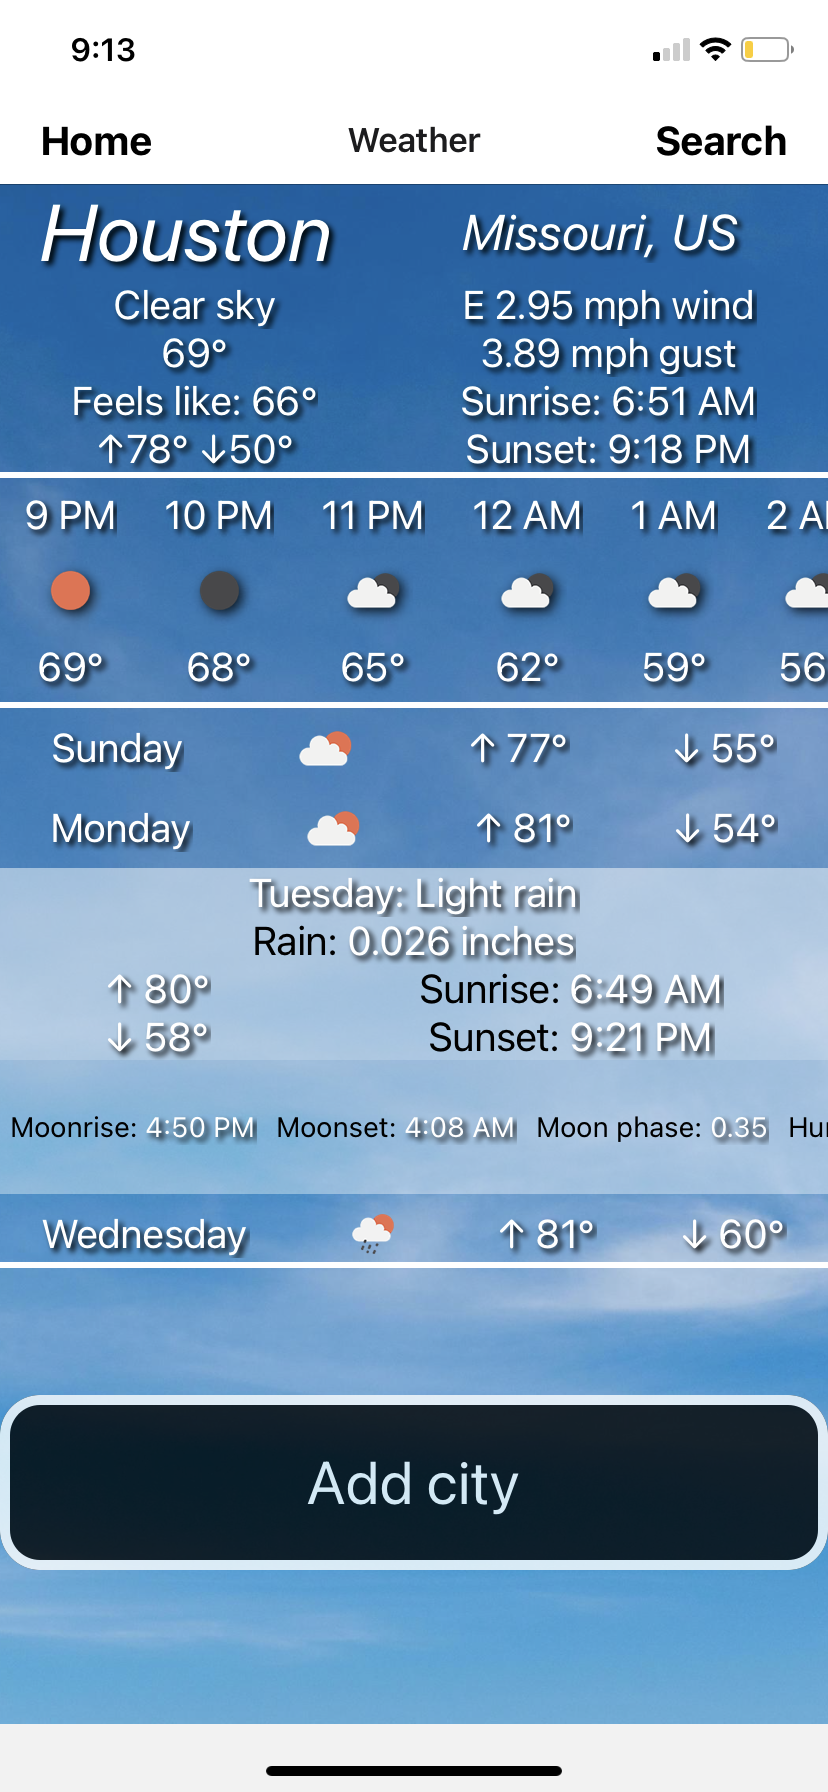 9:13
Home Weather Search
Houston Missouri, US
Clear sky E 2.95 mph wind
69° 3.89 mph gust
Feels like: 66° Sunrise: 6:51 AM
↑78° ↓50° Sunset: 9:18 PM
9 PM 10 PM 11 PM 12 AM 1 AM 2 A
69° 68° 65° 62° 59° 56
Sunday ↑ 77° ↓ 55°
Monday ↑ 81° ↓ 54°
Tuesday: Light rain
Rain: 0.026 inches
↑ 80° Sunrise: 6:49 AM
↓ 58° Sunset: 9:21 PM
Moonrise: 4:50 PM Moonset: 4:08 AM Moon phase: 0.35 Hu
Wednesday ↑ 81° ↓ 60°
Add city